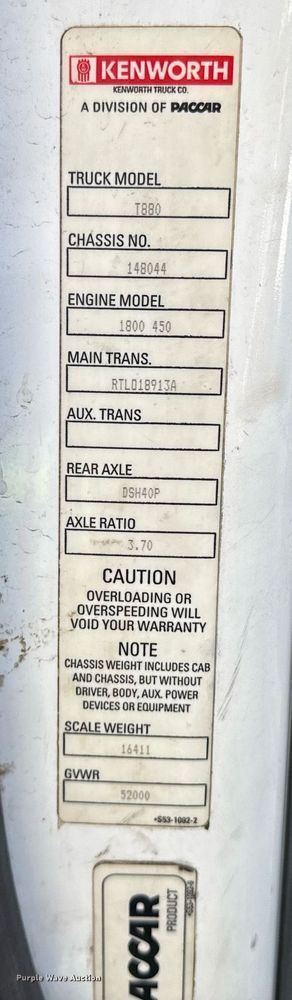 KENWORTH
KENWORTH TRUCK CO.
A DIVISION OF PACCAR
TRUCK MODEL
T880
CHASSIS NO.
148044
ENGINE MODEL
1800 450
MAIN TRANS.
RTLO18913A
AUX. TRANS
REAR AXLE
DSH40P
AXLE RATIO
3.70
CAUTION
OVERLOADING OR
OVERSPEEDING WILL
VOID YOUR WARRANTY
NOTE
CHASSIS WEIGHT INCLUDES CAB
AND CHASSIS, BUT WITHOUT
DRIVER, BODY, AUX. POWER
DEVICES OR EQUIPMENT
SCALE WEIGHT
16411
GVWR
52000
•S53-1092-2
PACCAR
PRODUCT
Purple Wave Auction